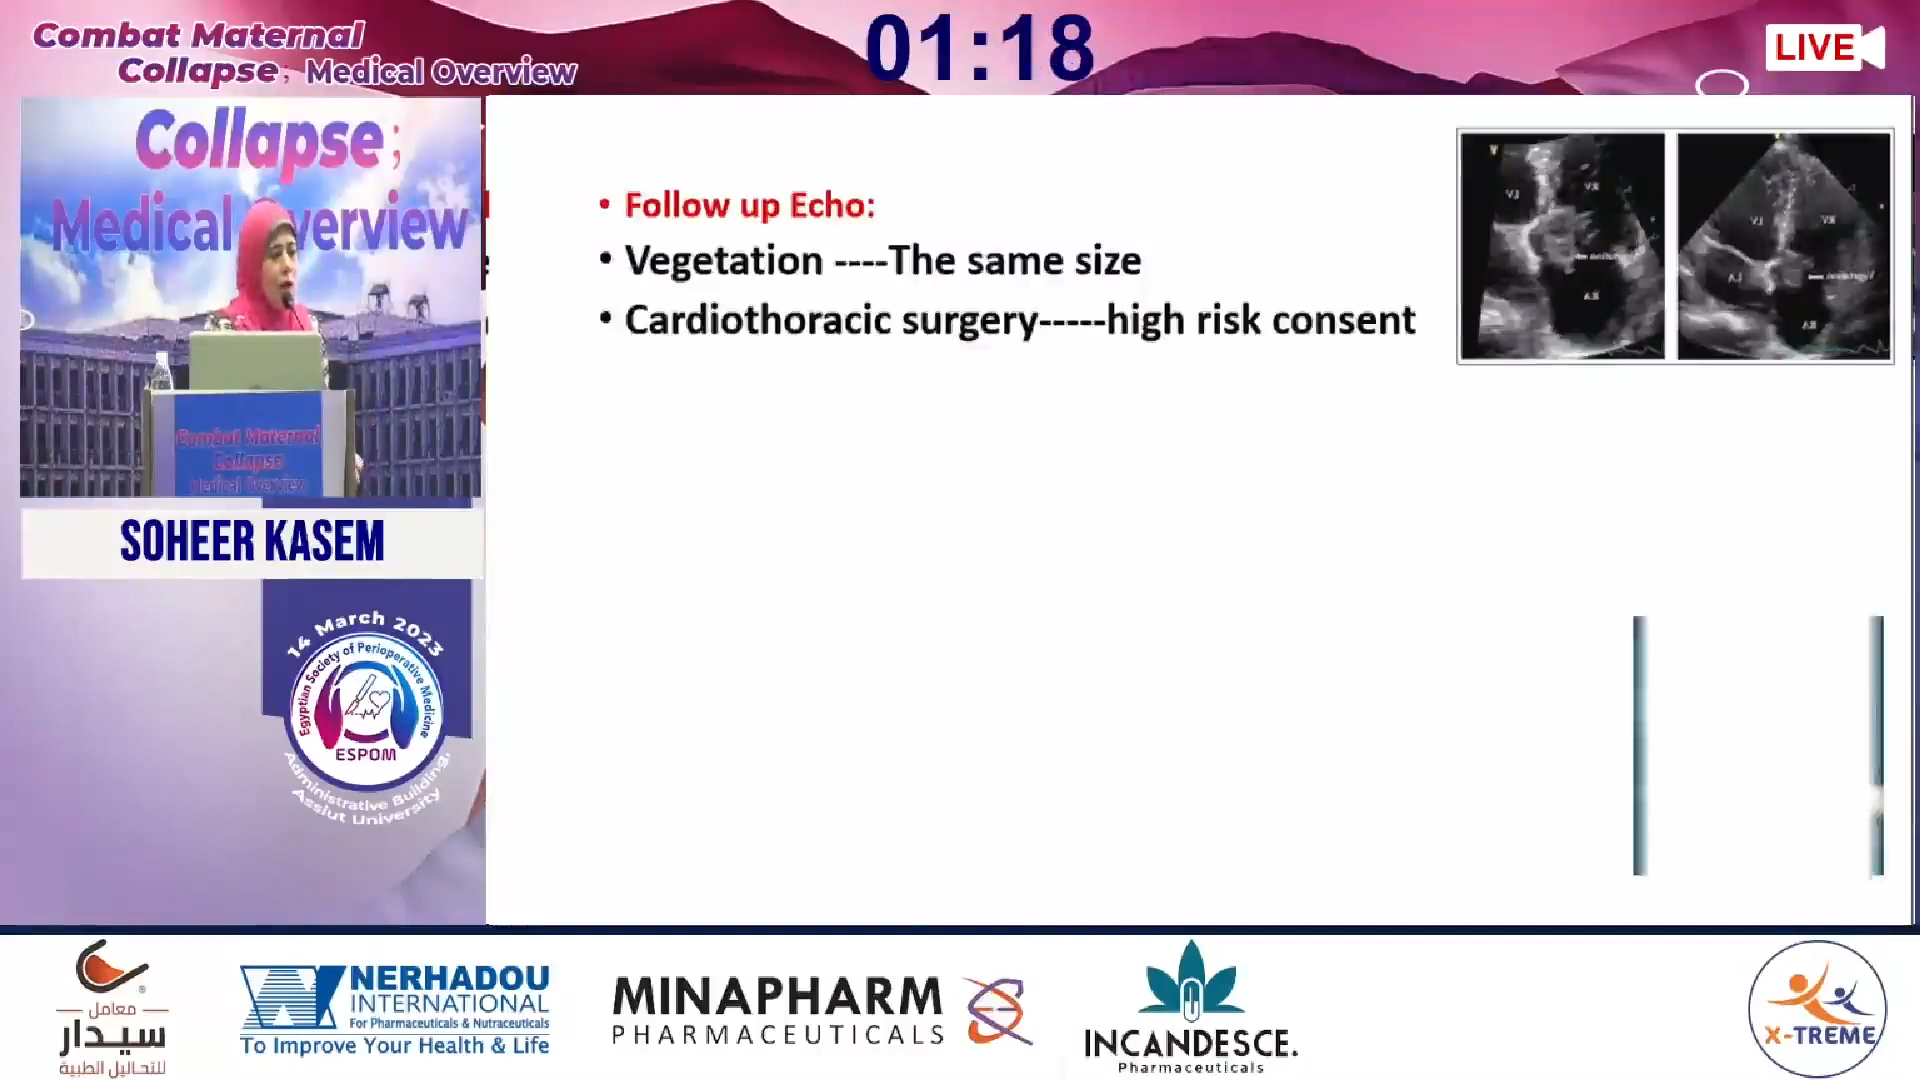 Combat Maternal
Collapse; Medical Overview
01:18
LIVE
Collapse;
Medical Overview
Combat Maternal
Collapse
Medical Overview
SOHEER KASEM
14 March 2023
Egyptian Society of Perioperative Medicine
ESPOM
Administrative Building,
Assiut University
• Follow up Echo:
• Vegetation ----The same size
• Cardiothoracic surgery-----high risk consent
معامل
سيدار
للتحاليل الطبية
NERHADOU
INTERNATIONAL
For Pharmaceuticals & Nutraceuticals
To Improve Your Health & Life
MINAPHARM
PHARMACEUTICALS
INCANDESCE.
Pharmaceuticals
X-TREME